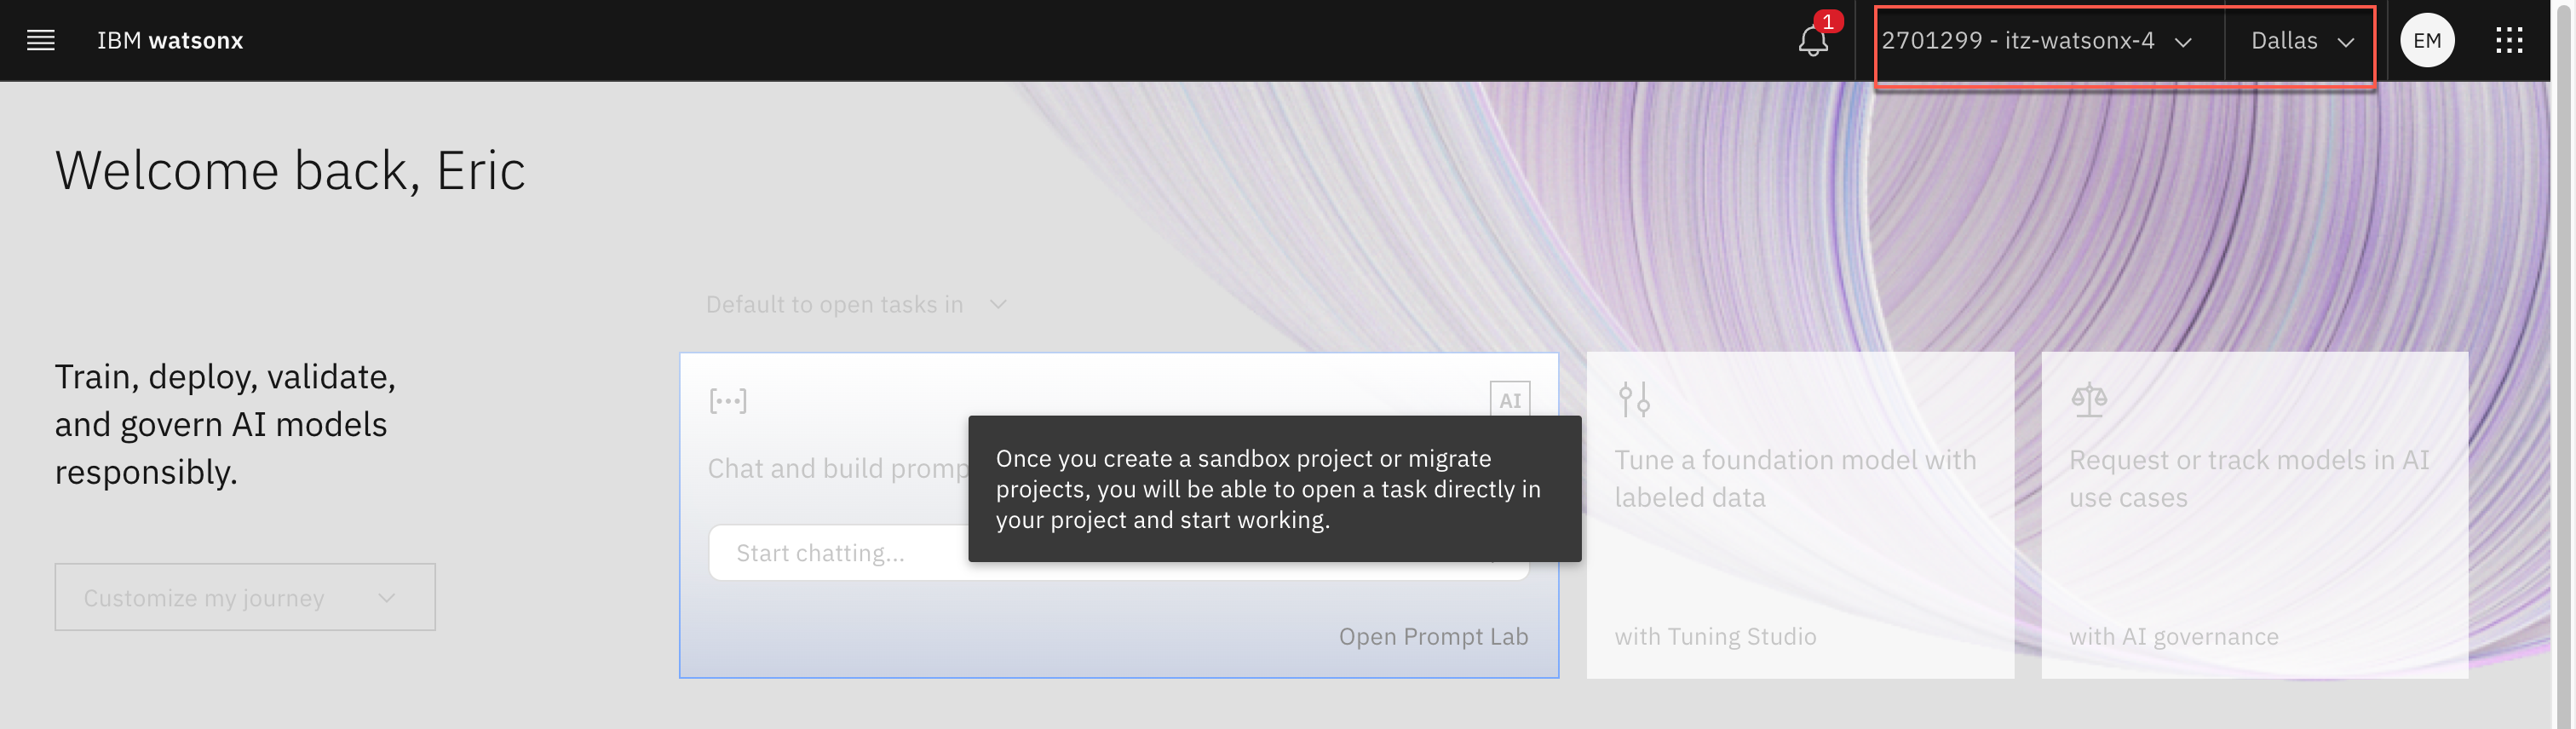 IBM watsonx
1
2701299 - itz-watsonx-4
Dallas
EM
Welcome back, Eric
Default to open tasks in
Train, deploy, validate,
and govern AI models
responsibly.
Customize my journey
AI
Chat and build promp
Start chatting...
Open Prompt Lab
Once you create a sandbox project or migrate
projects, you will be able to open a task directly in
your project and start working.
Tune a foundation model with
labeled data
with Tuning Studio
Request or track models in AI
use cases
with AI governance